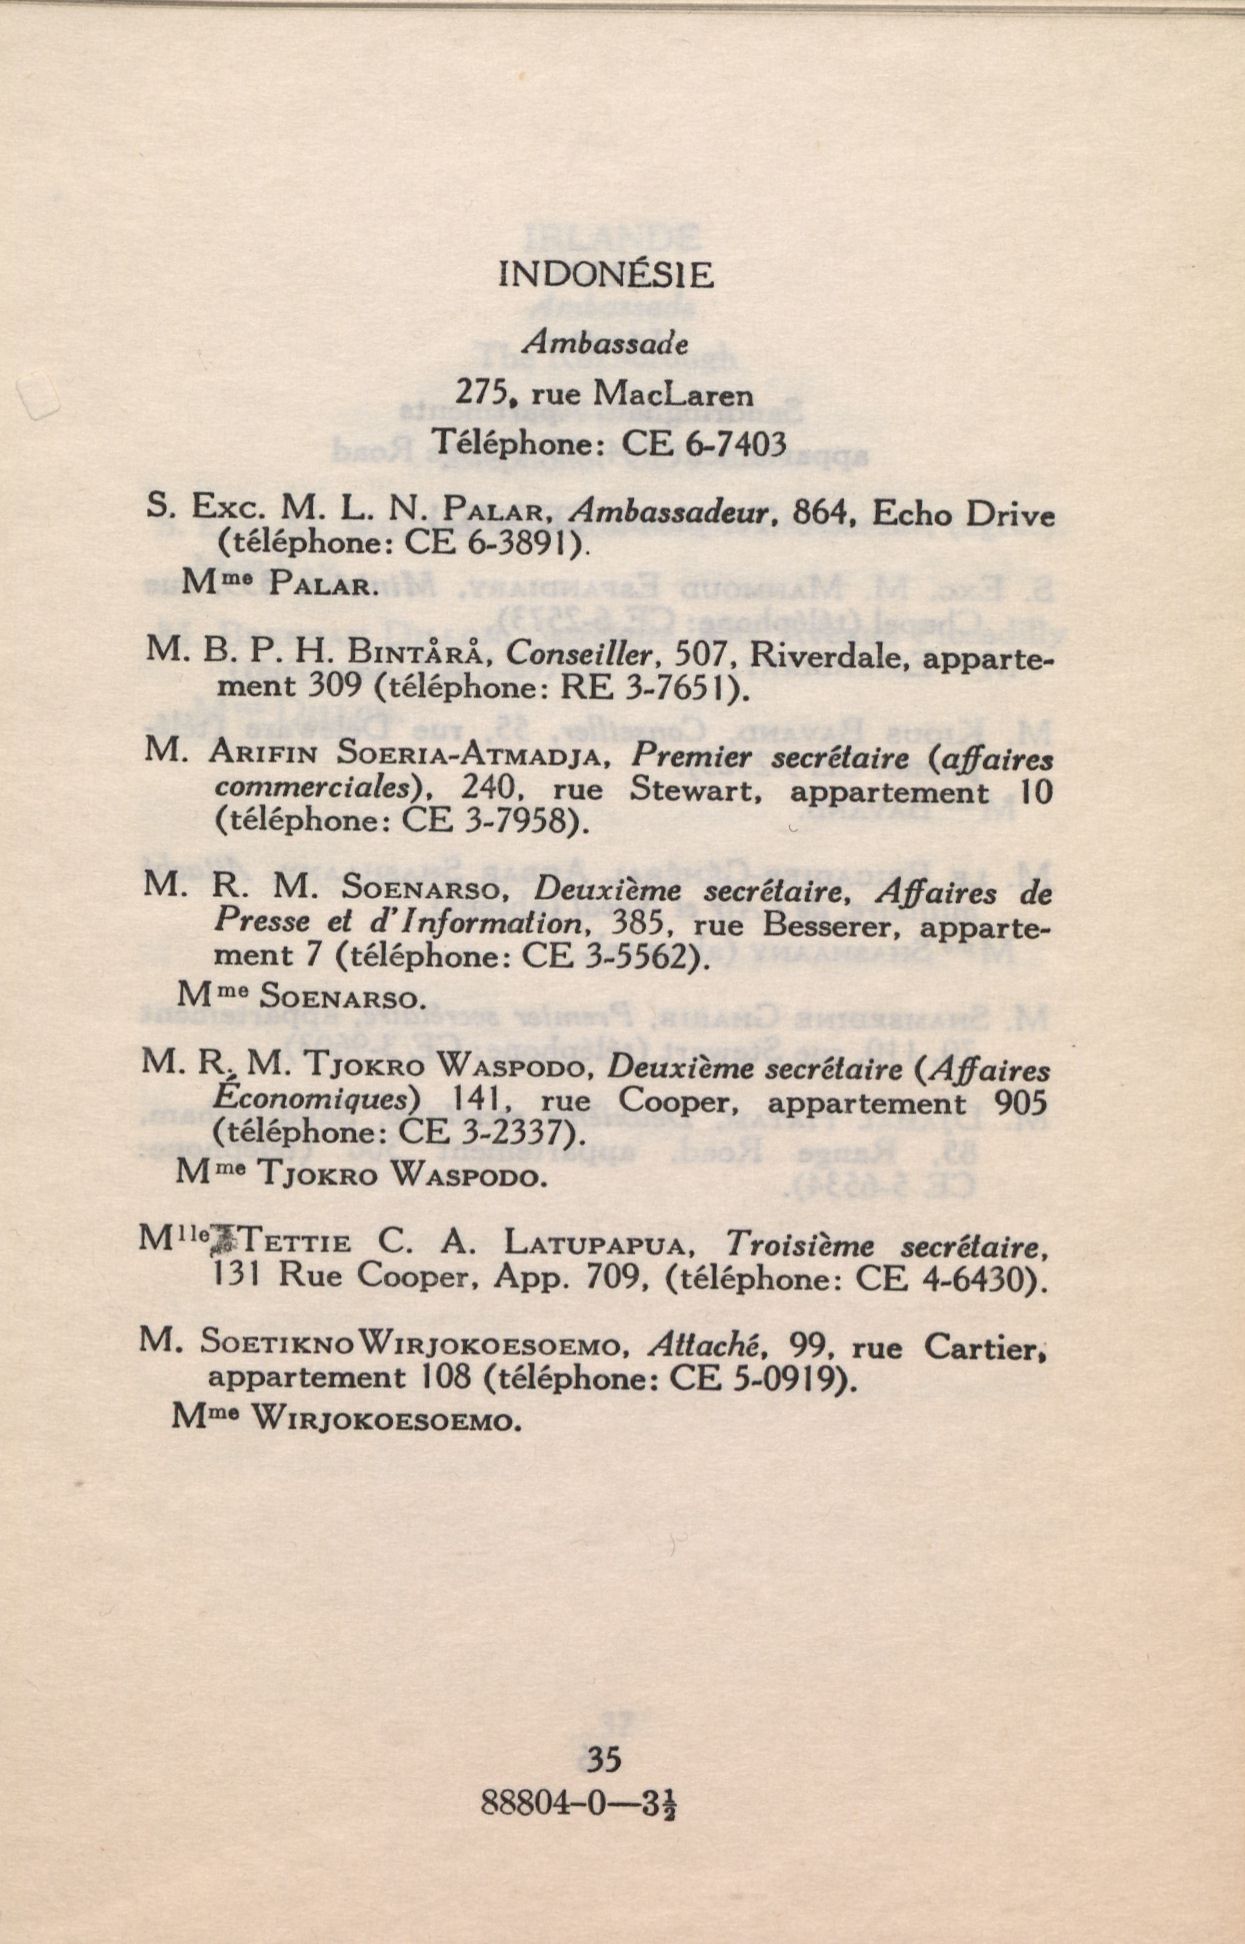 INDONÉSIE
Ambassade
275, rue MacLaren
Téléphone: CE 6-7403
S. Exc. M. L. N. PALAR, Ambassadeur, 864, Echo Drive
(téléphone: CE 6-3891).
Mme PALAR.
M. B. P. H. BINTÅRÅ, Conseiller, 507, Riverdale, apparte-
ment 309 (téléphone: RE 3-7651).
M. ARIFIN SOERIA-ATMADJA, Premier secrétaire (affaires
commerciales), 240, rue Stewart, appartement 10
(téléphone: CE 3-7958).
M. R. M. SOENARSO, Deuxième secrétaire, Affaires de
Presse et d'Information, 385, rue Besserer, apparte-
ment 7 (téléphone: CE 3-5562).
Mme SOENARSO.
M. R. M. TJOKRO WASPODO, Deuxième secrétaire (Affaires
Économiques) 141, rue Cooper, appartement 905
(téléphone: CE 3-2337).
Mme TJOKRO WASPODO.
Mlle TETTIE C. A. LATUPAPUA, Troisième secrétaire,
131 Rue Cooper, App. 709, (téléphone: CE 4-6430).
M. SOETIKNO WIRJOKOESOEMO, Attaché, 99, rue Cartier,
appartement 108 (téléphone: CE 5-0919).
Mme WIRJOKOESOEMO.
35
88804-0—3½